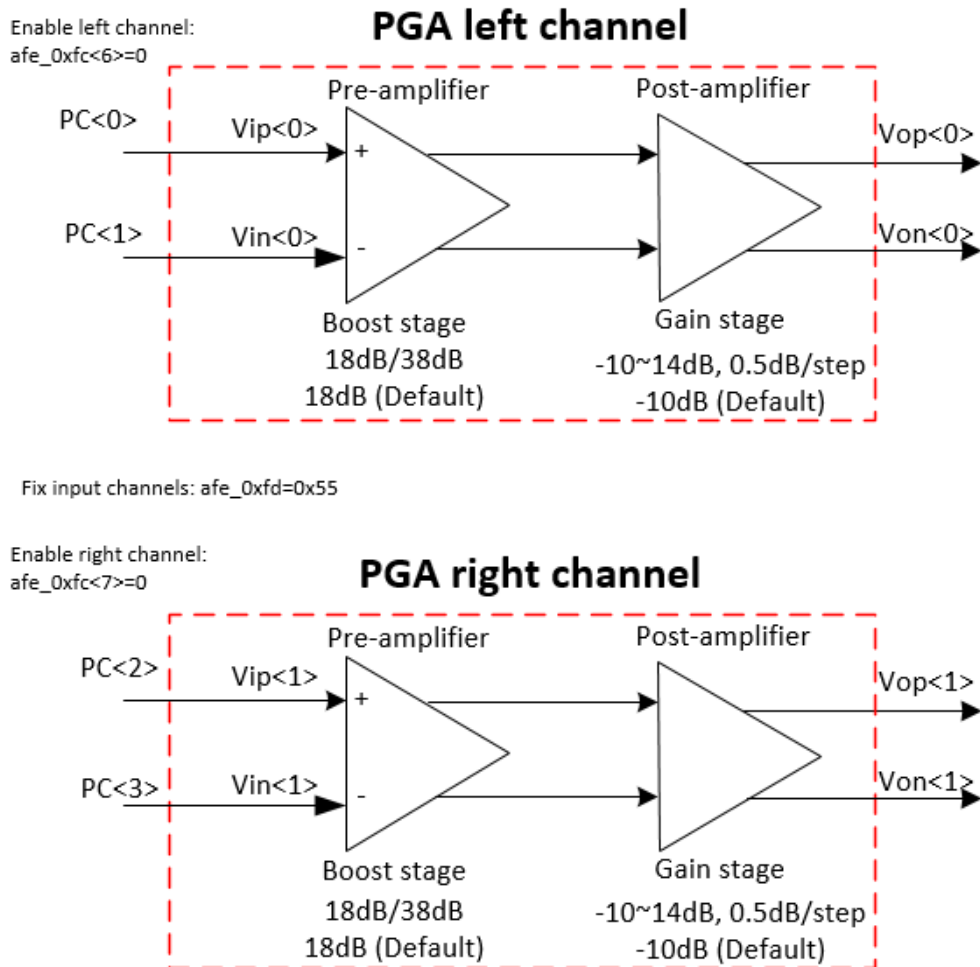 PGA left channel
Enable left channel:
afe_0xfc<6>=0
Pre-amplifier
Post-amplifier
PC<0>
Vip<0>
+
Vop<0>
PC<1>
Vin<0>
-
Von<0>
Boost stage
18dB/38dB
18dB (Default)
Gain stage
-10~14dB, 0.5dB/step
-10dB (Default)
Fix input channels: afe_0xfd=0x55
Enable right channel:
afe_0xfc<7>=0
PGA right channel
Pre-amplifier
Post-amplifier
PC<2>
Vip<1>
+
Vop<1>
PC<3>
Vin<1>
-
Von<1>
Boost stage
18dB/38dB
18dB (Default)
Gain stage
-10~14dB, 0.5dB/step
-10dB (Default)